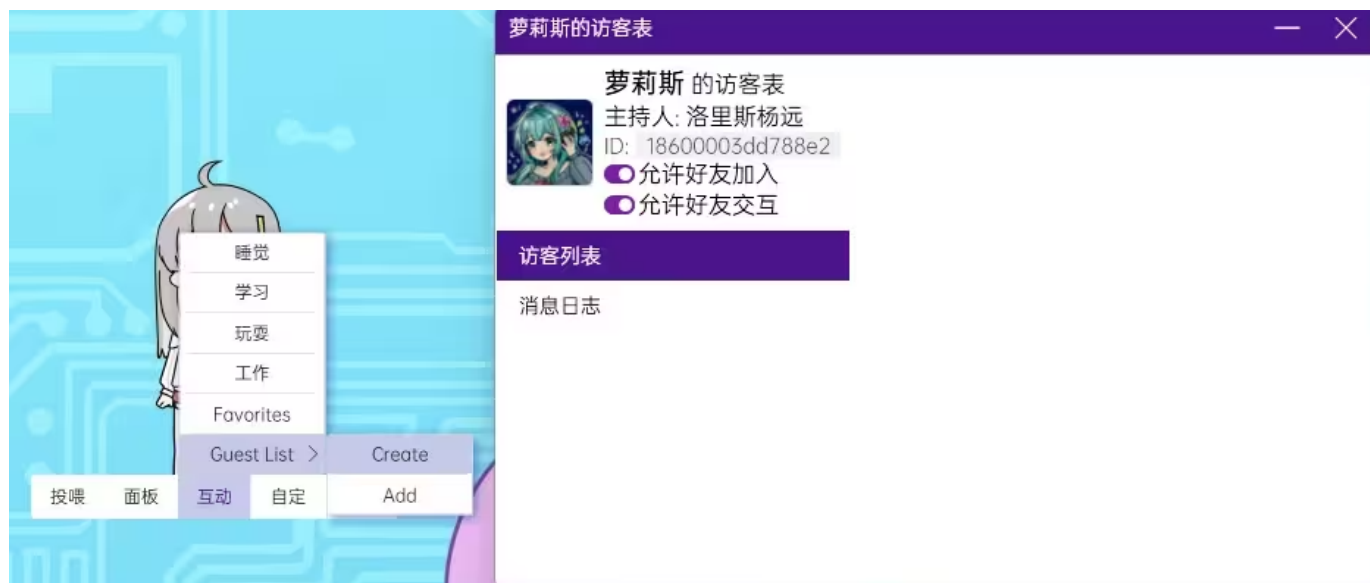 睡觉
学习
玩耍
工作
Favorites
Guest List >
Create
投喂
面板
互动
自定
Add
萝莉斯的访客表
萝莉斯 的访客表
主持人: 洛里斯杨远
ID: 18600003dd788e2
允许好友加入
允许好友交互
访客列表
消息日志